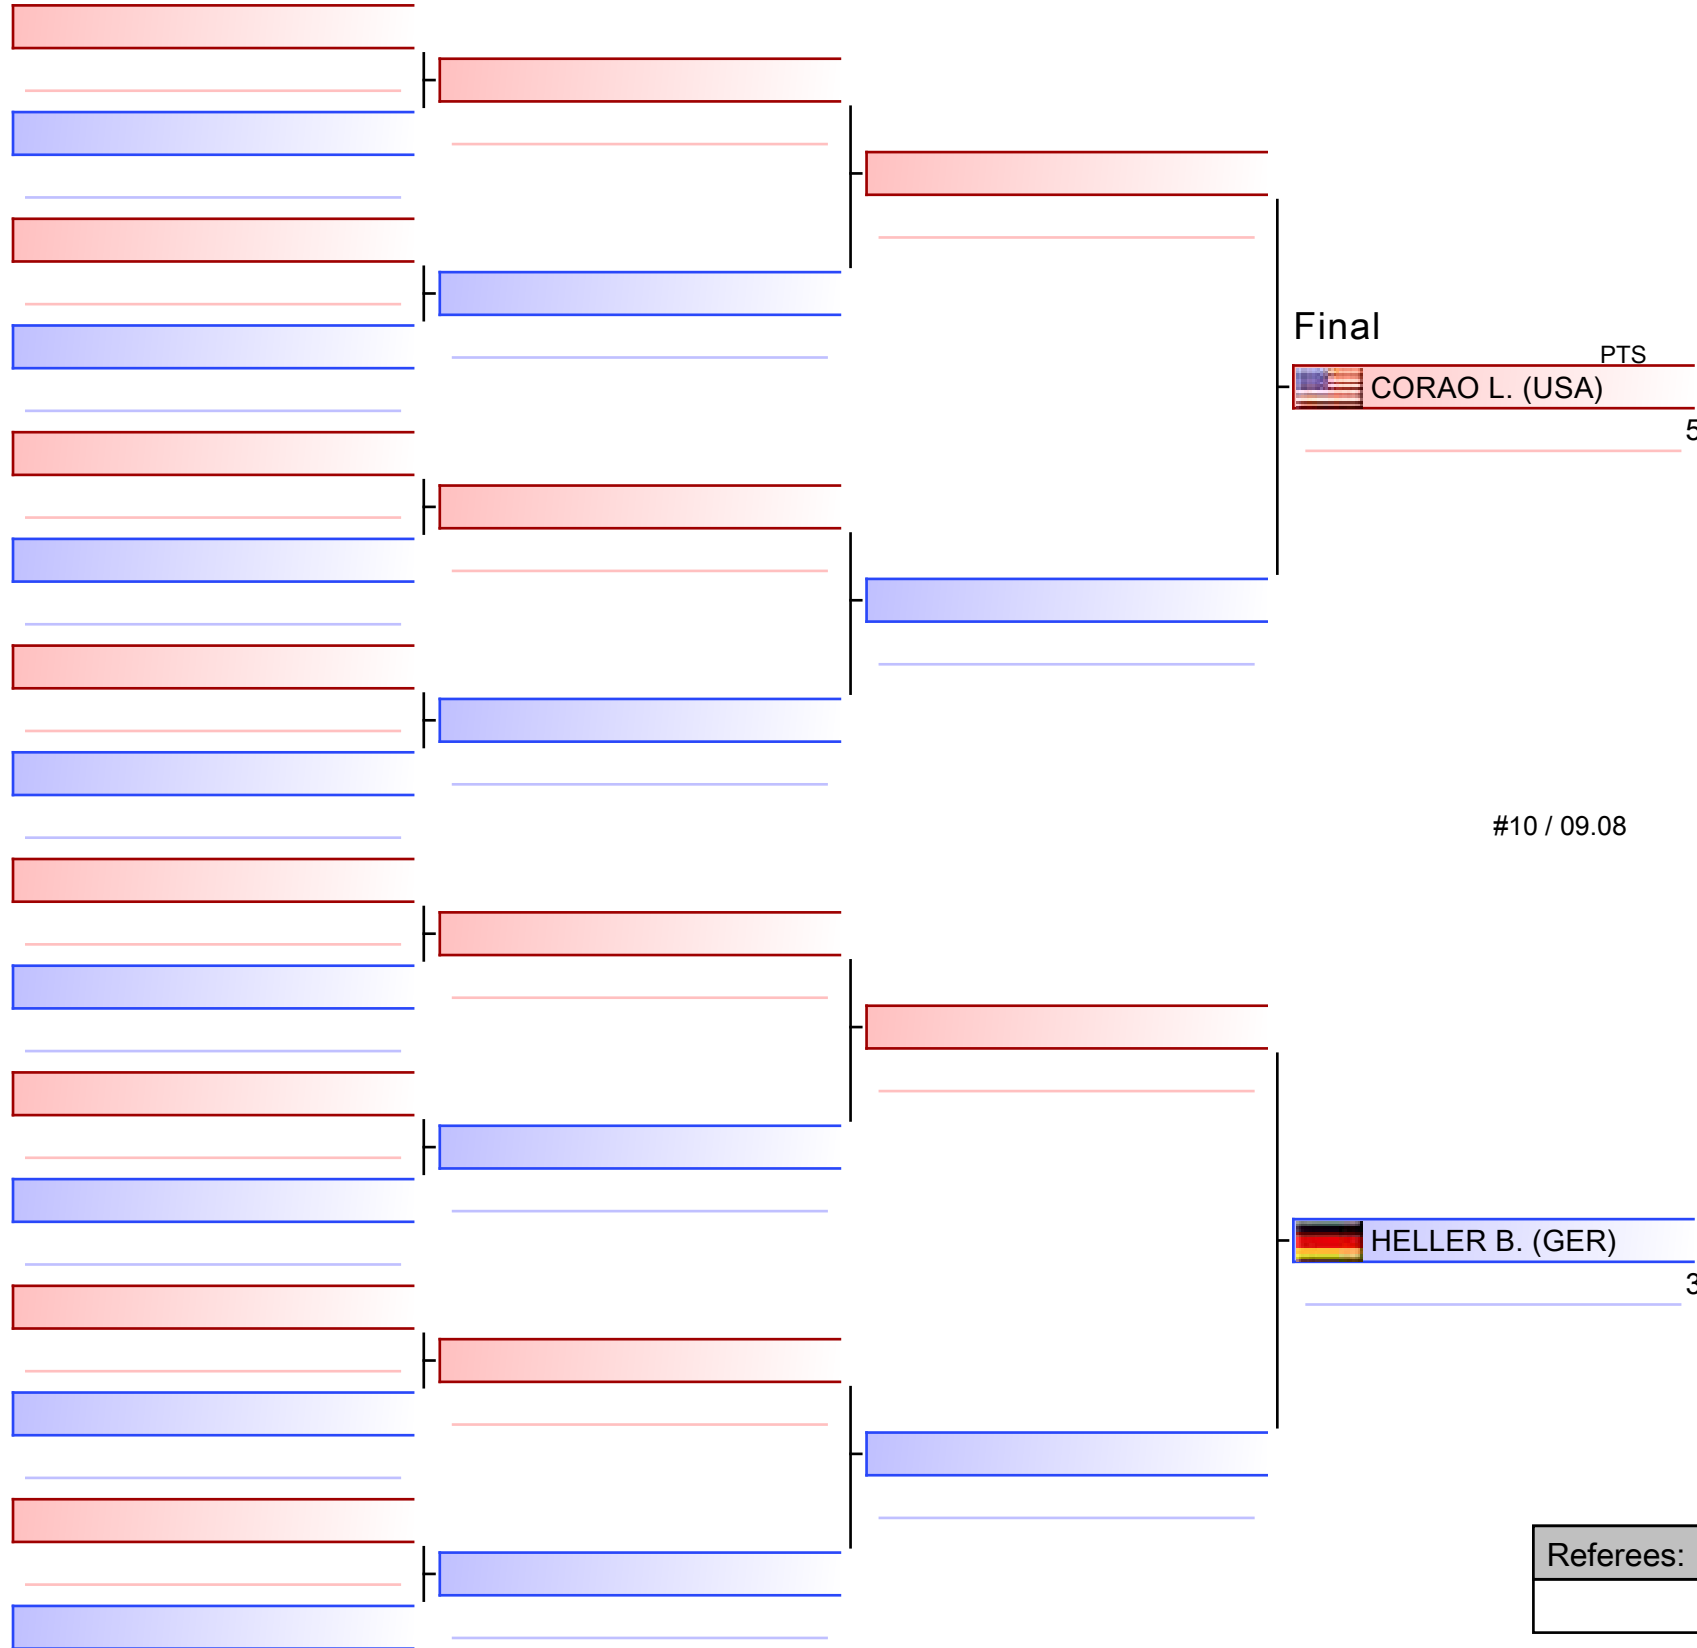 Final
PTS
CORAO L. (USA)
5
#10 / 09.08
HELLER B. (GER)
3
Referees: